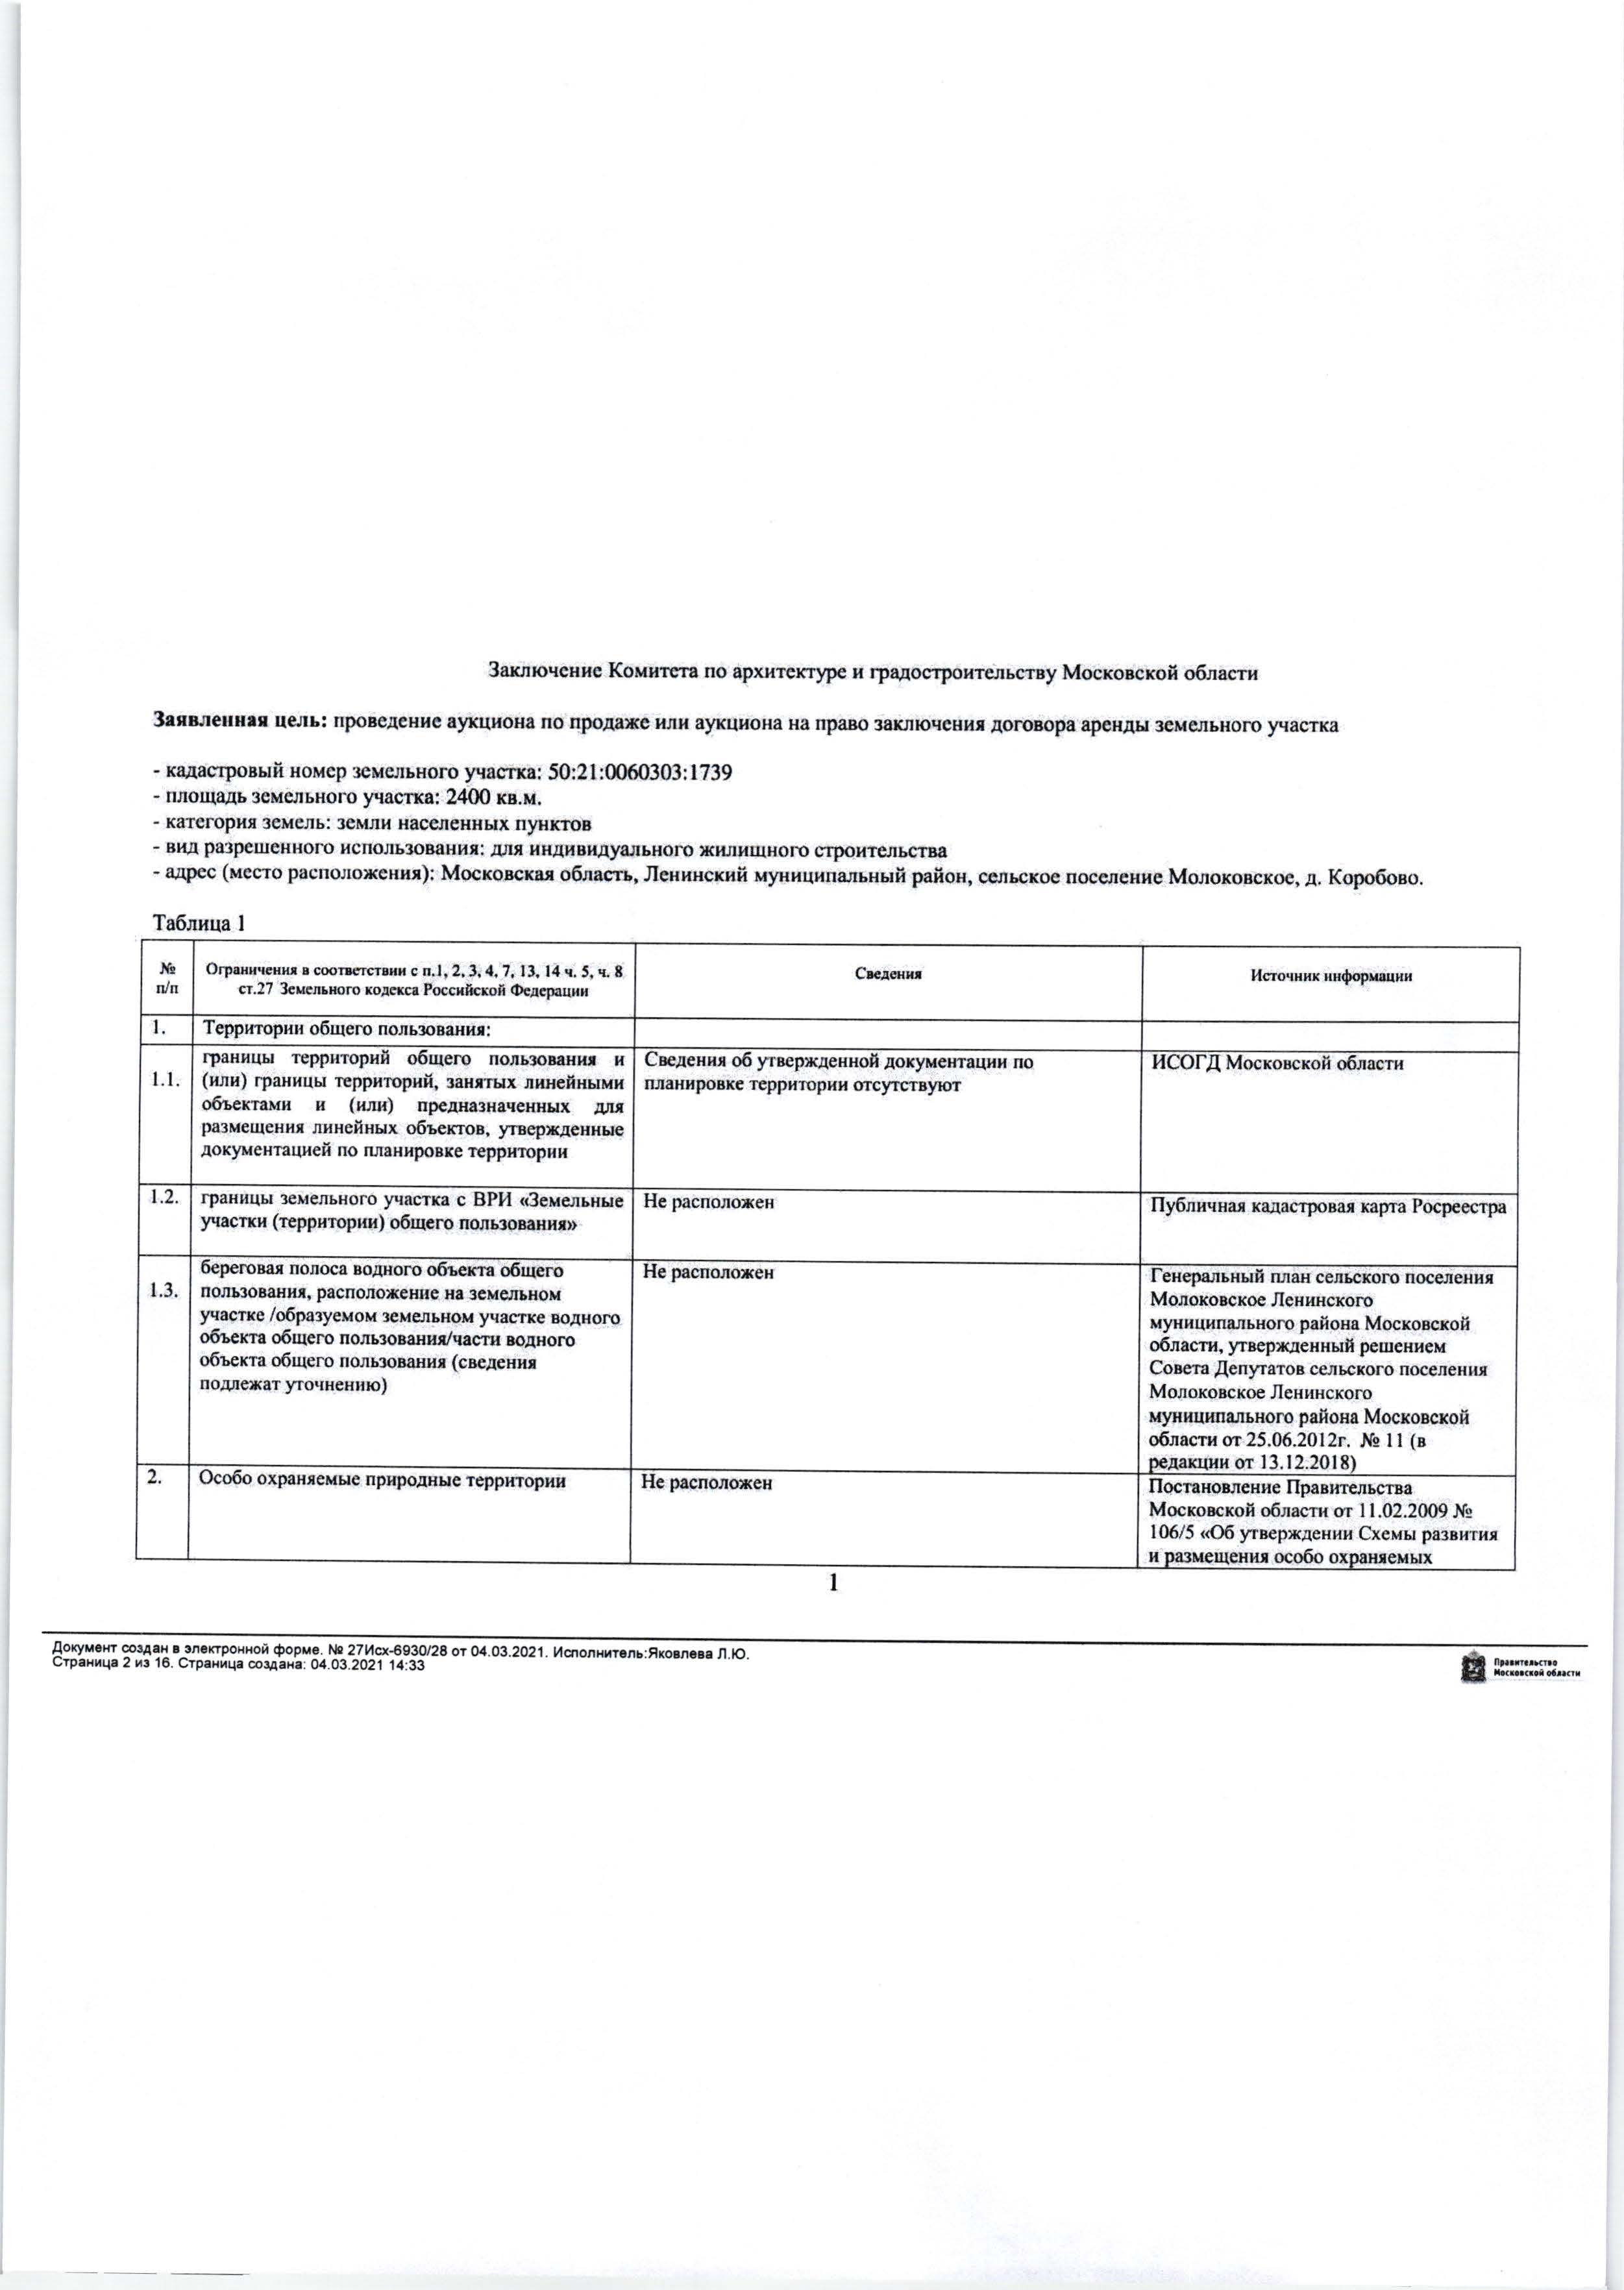 Заключение Комитета по архитектуре и градостроительству Московской области
Заявленная цель: проведение аукциона по продаже или аукциона на право заключения договора аренды земельного участка
- кадастровый номер земельного участка: 50:21:0060303:1739
- площадь земельного участка: 2400 кв.м.
- категория земель: земли населенных пунктов
- вид разрешенного использования: для индивидуального жилищного строительства
- адрес (место расположения): Московская область, Ленинский муниципальный район, сельское поселение Молоковское, д. Коробово.
Таблица 1
№
п/п
Ограничения в соответствии с п.1, 2, 3, 4, 7, 13, 14 ч. 5, ч. 8
ст.27 Земельного кодекса Российской Федерации
Сведения
Источник информации
1.
Территории общего пользования:
1.1.
границы территорий общего пользования и
(или) границы территорий, занятых линейными
объектами и (или) предназначенных для
размещения линейных объектов, утвержденные
документацией по планировке территории
Сведения об утвержденной документации по
планировке территории отсутствуют
ИСОГД Московской области
1.2.
границы земельного участка с ВРИ «Земельные
участки (территории) общего пользования»
Не расположен
Публичная кадастровая карта Росреестра
1.3.
береговая полоса водного объекта общего
пользования, расположение на земельном
участке /образуемом земельном участке водного
объекта общего пользования/части водного
объекта общего пользования (сведения
подлежат уточнению)
Не расположен
Генеральный план сельского поселения
Молоковское Ленинского
муниципального района Московской
области, утвержденный решением
Совета Депутатов сельского поселения
Молоковское Ленинского
муниципального района Московской
области от 25.06.2012г. № 11 (в
редакции от 13.12.2018)
2.
Особо охраняемые природные территории
Не расположен
Постановление Правительства
Московской области от 11.02.2009 №
106/5 «Об утверждении Схемы развития
и размещения особо охраняемых
1
Документ создан в электронной форме. № 27Исх-6930/28 от 04.03.2021. Исполнитель:Яковлева Л.Ю.
Страница 2 из 16. Страница создана: 04.03.2021 14:33
Правительство
Московской области